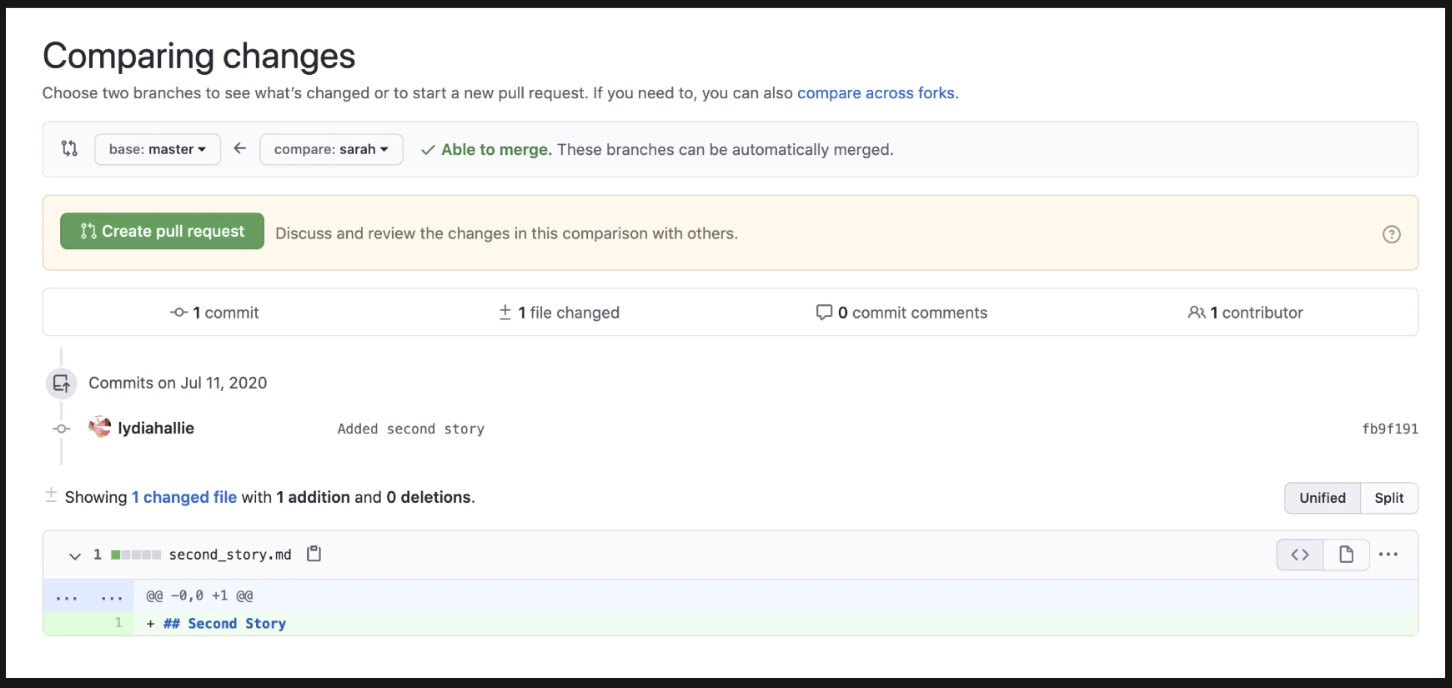 Comparing changes
Choose two branches to see what's changed or to start a new pull request. If you need to, you can also compare across forks.
base: master compare: sarah Able to merge. These branches can be automatically merged.
Create pull request Discuss and review the changes in this comparison with others.
1 commit 1 file changed 0 commit comments 1 contributor
Commits on Jul 11, 2020
lydiahallie Added second story fb9f191
Showing 1 changed file with 1 addition and 0 deletions. Unified Split
1 second_story.md
... ... @@ -0,0 +1 @@
1 + ## Second Story